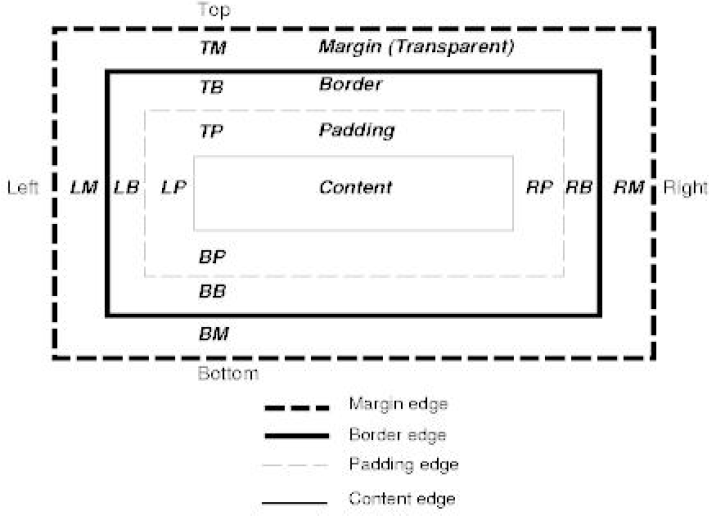 Top
TM Margin (Transparent)
TB Border
TP Padding
Left LM LB LP Content RP RB RM Right
BP
BB
BM
Bottom
Margin edge
Border edge
Padding edge
Content edge